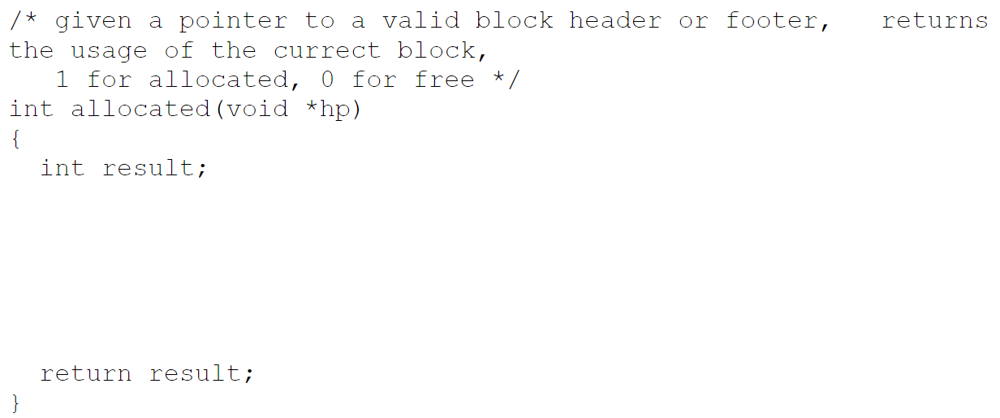 /* given a pointer to a valid block header or footer,   returns
the usage of the currect block,
   1 for allocated, 0 for free */
int allocated(void *hp)
{
  int result;
  return result;
}